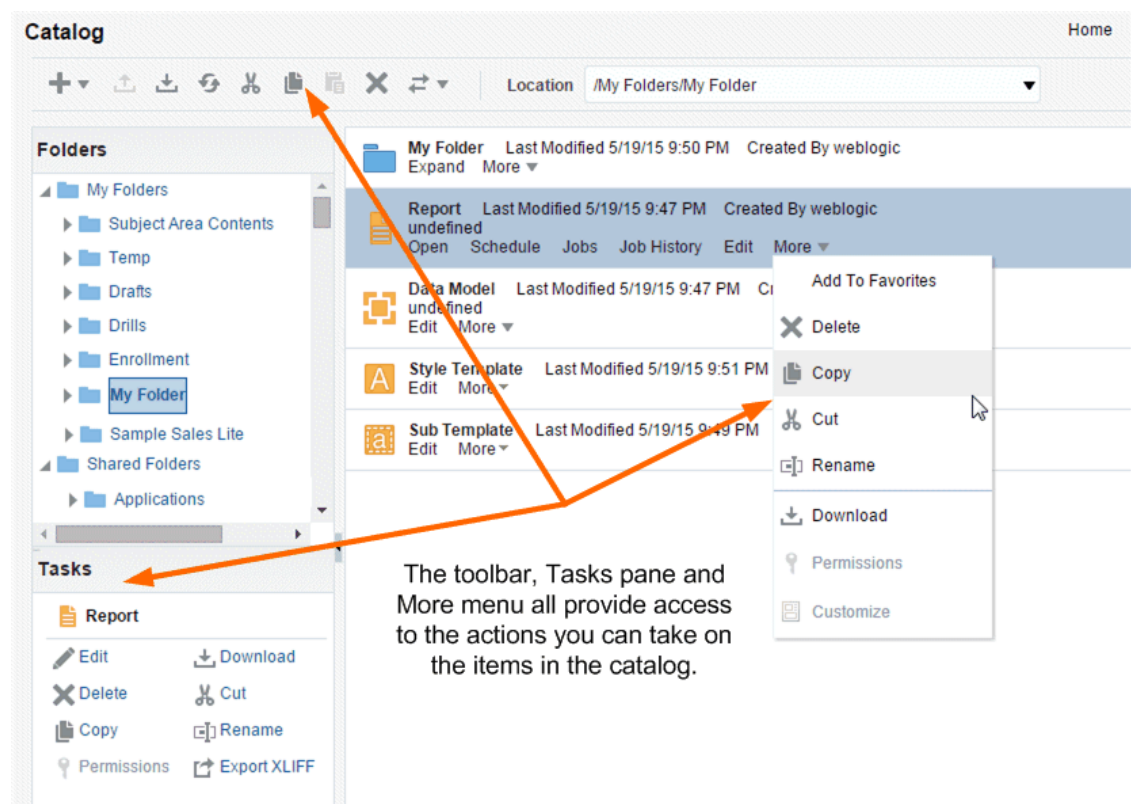 Catalog
Home
Location /My Folders/My Folder
Folders
My Folders
Subject Area Contents
Temp
Drafts
Drills
Enrollment
My Folder
Sample Sales Lite
Shared Folders
Applications
My Folder Last Modified 5/19/15 9:50 PM Created By weblogic
Expand More
Report Last Modified 5/19/15 9:47 PM Created By weblogic
undefined
Open Schedule Jobs Job History Edit More
Data Model Last Modified 5/19/15 9:47 PM
undefined
Edit More
A
Style Template Last Modified 5/19/15 9:51 PM
Edit More
a
Sub Template Last Modified 5/19/15 9:49 PM
Edit More
Add To Favorites
Delete
Copy
Cut
Rename
Download
Permissions
Customize
Tasks
Report
Edit Download
Delete Cut
Copy Rename
Permissions Export XLIFF
The toolbar, Tasks pane and
More menu all provide access
to the actions you can take on
the items in the catalog.